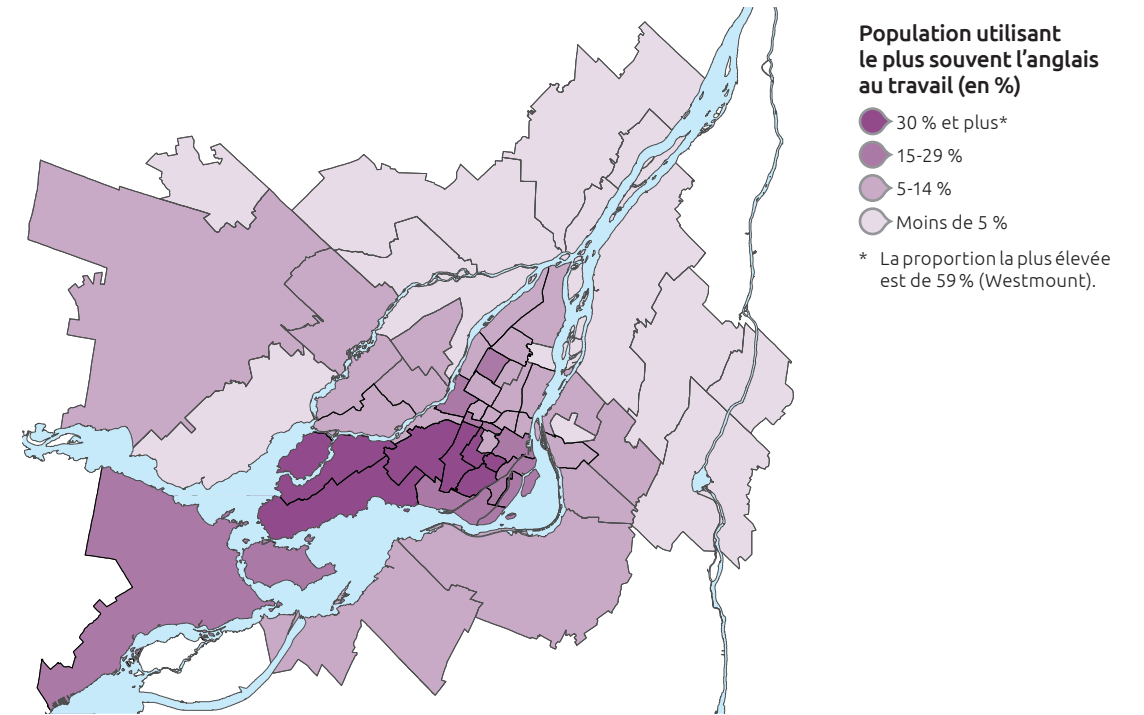 Population utilisant
le plus souvent l’anglais
au travail (en %)
30 % et plus*
15-29 %
5-14 %
Moins de 5 %
* La proportion la plus élevée
est de 59 % (Westmount).